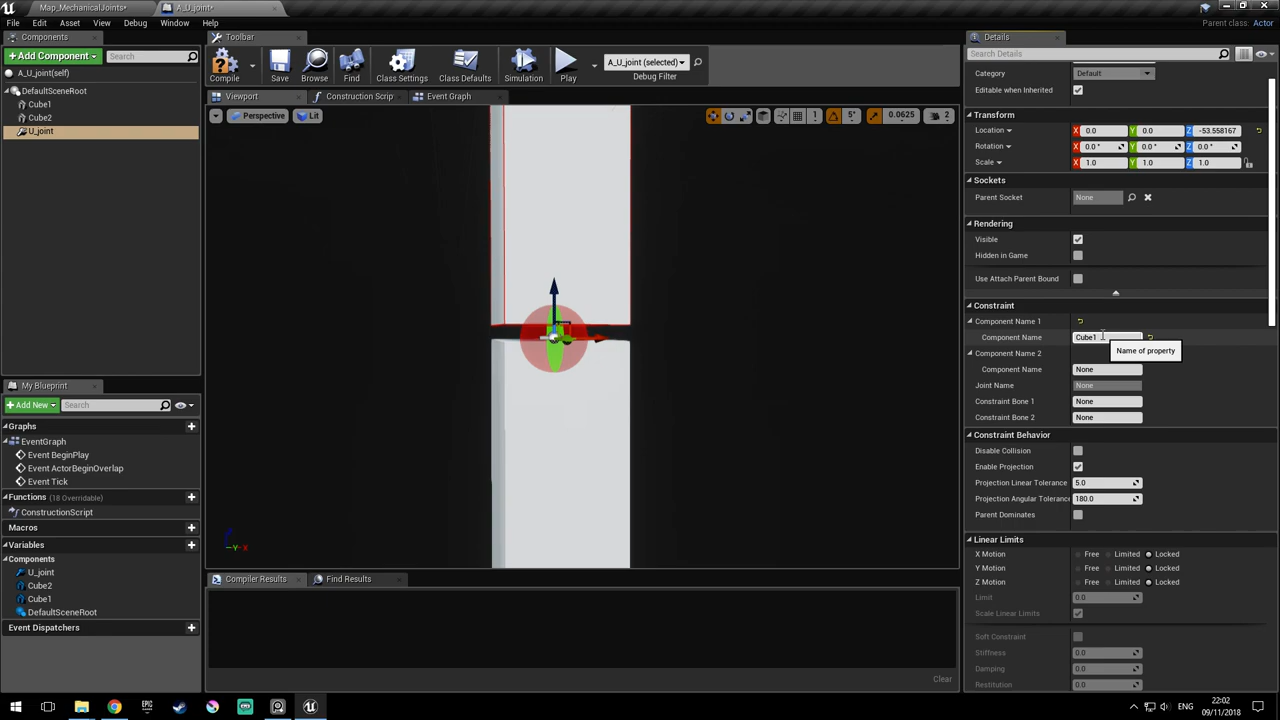 Map_MechanicalJoints*
A_U_joint*
File Edit Asset View Debug Window Help
Parent class: Actor
Components
Add Component
Search
A_U_joint(self)
DefaultSceneRoot
Cube1
Cube2
U_joint
Toolbar
Compile
Save
Browse
Find
Class Settings
Class Defaults
Simulation
Play
A_U_joint (selected)
Debug Filter
Viewport
Construction Scrip
Event Graph
Perspective
Lit
1
5°
0.0625
2
My Blueprint
Add New
Search
Graphs
EventGraph
Event BeginPlay
Event ActorBeginOverlap
Event Tick
Functions (18 Overridable)
ConstructionScript
Macros
Variables
Components
U_joint
Cube2
Cube1
DefaultSceneRoot
Event Dispatchers
Y X
Compiler Results
Find Results
Clear
Details
Search Details
Category Default
Editable when Inherited
Transform
Location X 0.0 Y 0.0 Z -53.558167
Rotation X 0.0 ° Y 0.0 ° Z 0.0 °
Scale X 1.0 Y 1.0 Z 1.0
Sockets
Parent Socket None
Rendering
Visible
Hidden in Game
Use Attach Parent Bound
Constraint
Component Name 1
Component Name Cube1
Name of property
Component Name 2
Component Name None
Joint Name None
Constraint Bone 1 None
Constraint Bone 2 None
Constraint Behavior
Disable Collision
Enable Projection
Projection Linear Tolerance 5.0
Projection Angular Tolerance 180.0
Parent Dominates
Linear Limits
X Motion Free Limited Locked
Y Motion Free Limited Locked
Z Motion Free Limited Locked
Limit 0.0
Scale Linear Limits
Soft Constraint
Stiffness 0.0
Damping 0.0
Restitution 0.0
EPIC
ENG
22:02
09/11/2018